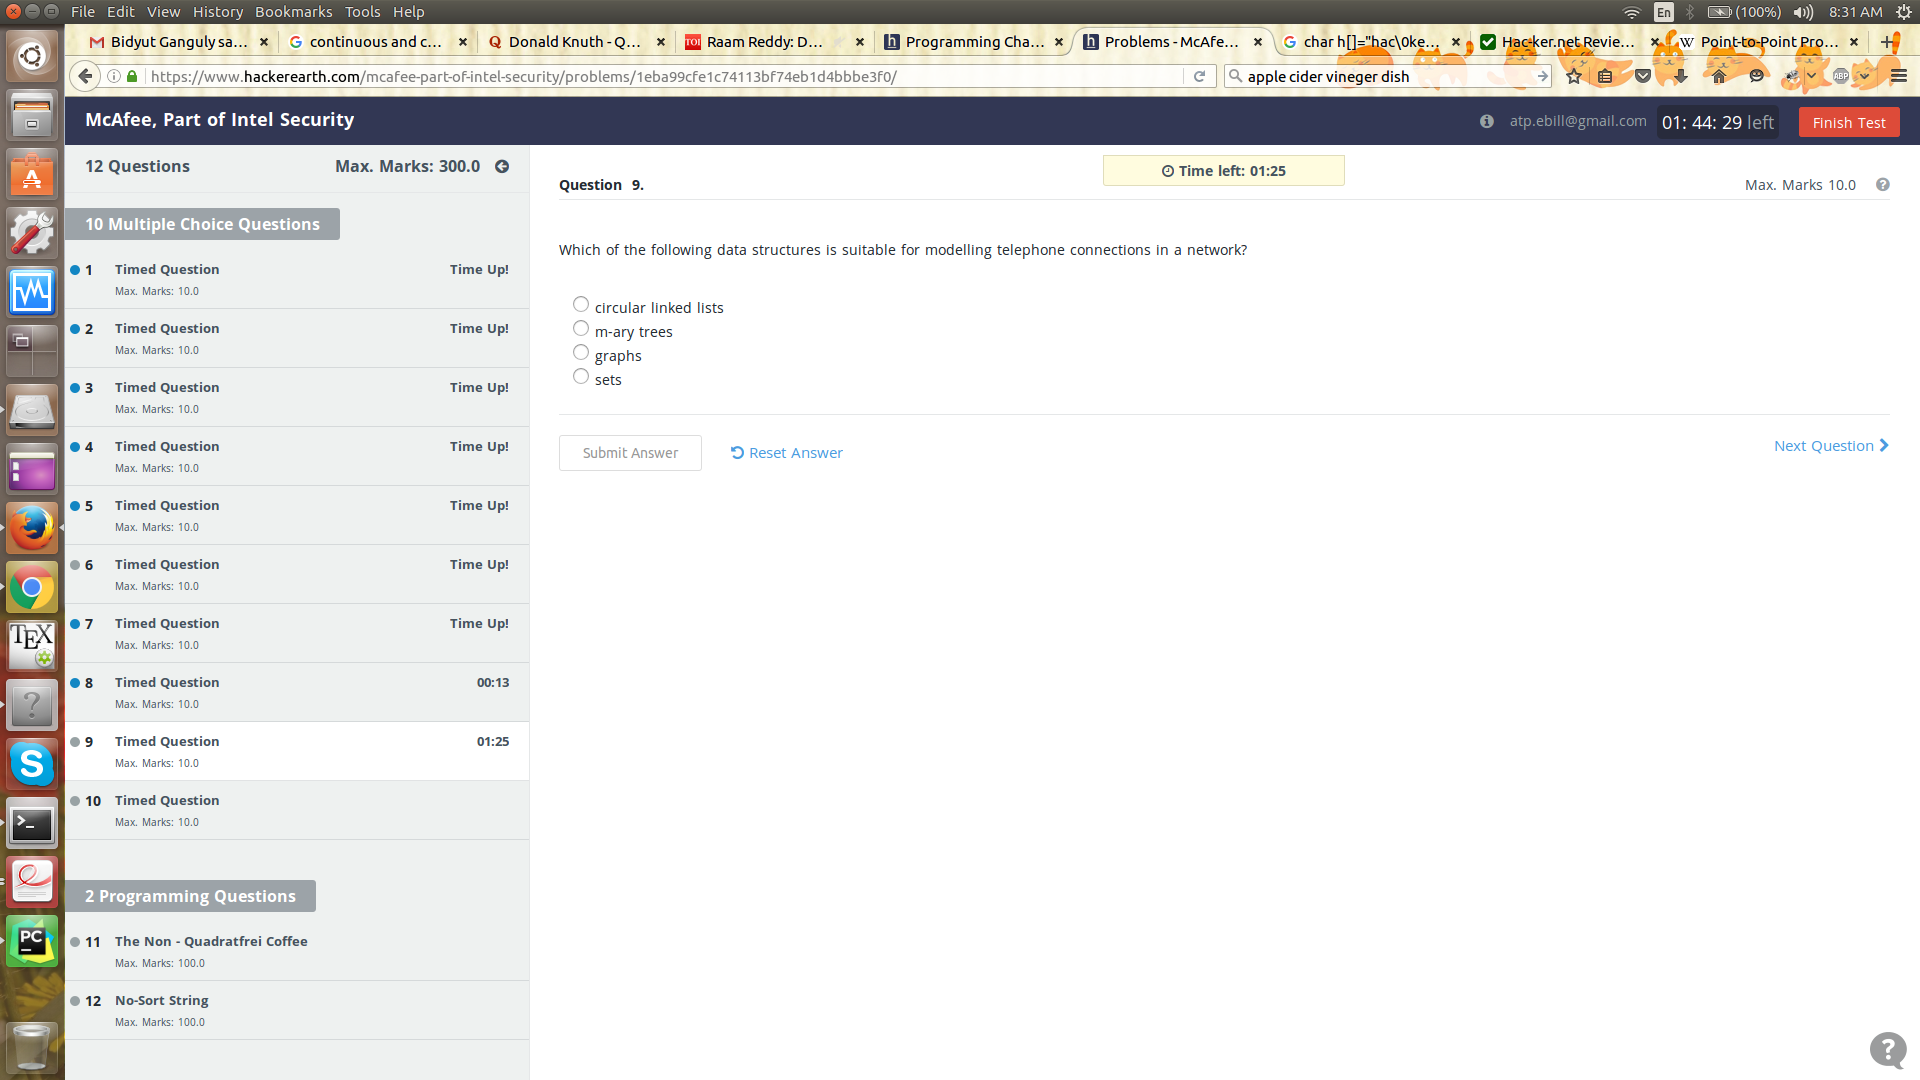 File Edit View History Bookmarks Tools Help
En (100%) 8:31 AM
Bidyut Ganguly sa... × continuous and c... × Donald Knuth - Q... × Raam Reddy: D... × Programming Cha... × Problems - McAfe... × char h[]="hac\0ke... × Hac-ker.net Revie... × Point-to-Point Pro... ×
https://www.hackerearth.com/mcafee-part-of-intel-security/problems/1eba99cfe1c74113bf74eb1d4bbbe3f0/
apple cider vineger dish
ABP
McAfee, Part of Intel Security
atp.ebill@gmail.com
01: 44: 29 left
Finish Test
12 Questions
Max. Marks: 300.0
10 Multiple Choice Questions
1 Timed Question Time Up!
Max. Marks: 10.0
2 Timed Question Time Up!
Max. Marks: 10.0
3 Timed Question Time Up!
Max. Marks: 10.0
4 Timed Question Time Up!
Max. Marks: 10.0
5 Timed Question Time Up!
Max. Marks: 10.0
6 Timed Question Time Up!
Max. Marks: 10.0
7 Timed Question Time Up!
Max. Marks: 10.0
8 Timed Question 00:13
Max. Marks: 10.0
9 Timed Question 01:25
Max. Marks: 10.0
10 Timed Question
Max. Marks: 10.0
2 Programming Questions
11 The Non - Quadratfrei Coffee
Max. Marks: 100.0
12 No-Sort String
Max. Marks: 100.0
Time left: 01:25
Question 9.
Max. Marks 10.0
Which of the following data structures is suitable for modelling telephone connections in a network?
circular linked lists
m-ary trees
graphs
sets
Submit Answer
Reset Answer
Next Question
TEX
PC